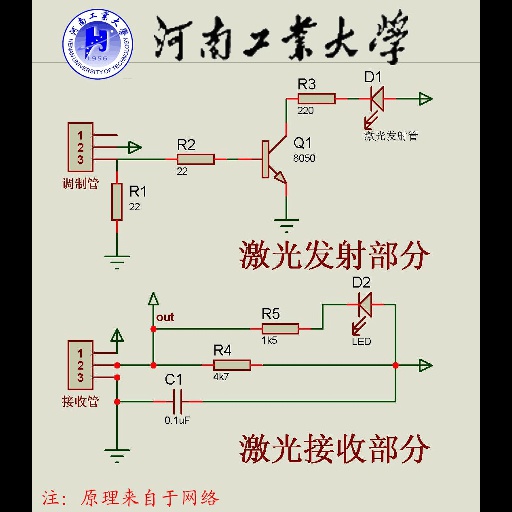 河南工业大学
HENAN UNIVERSITY OF TECHNOLOGY
1956
R3
220
D1
激光发射管
1
2
3
调制管
R2
22
Q1
8050
R1
22
激光发射部分
D2
LED
out
R5
1k5
1
2
3
接收管
R4
4k7
C1
0.1uF
激光接收部分
注：原理来自于网络